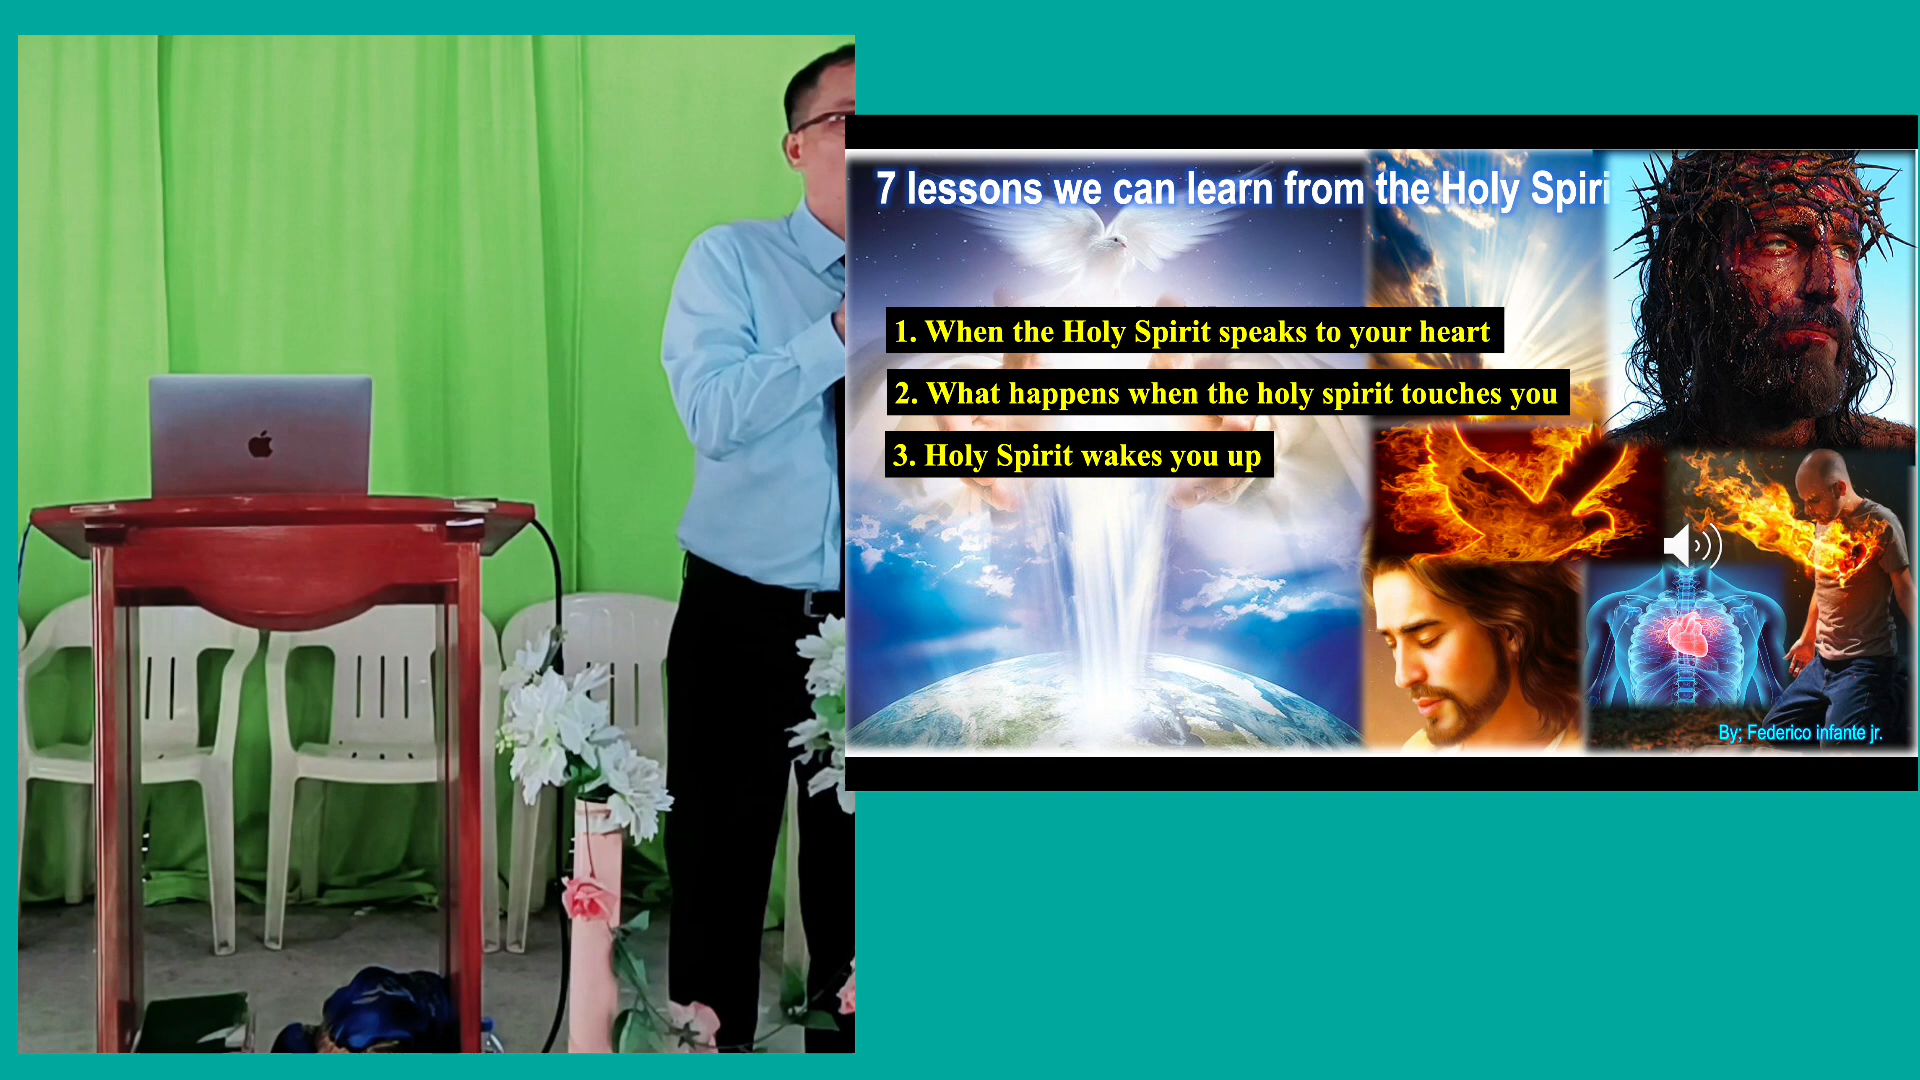 7 lessons we can learn from the Holy Spiri
1. When the Holy Spirit speaks to your heart
2. What happens when the holy spirit touches you
3. Holy Spirit wakes you up
By; Federico infante jr.